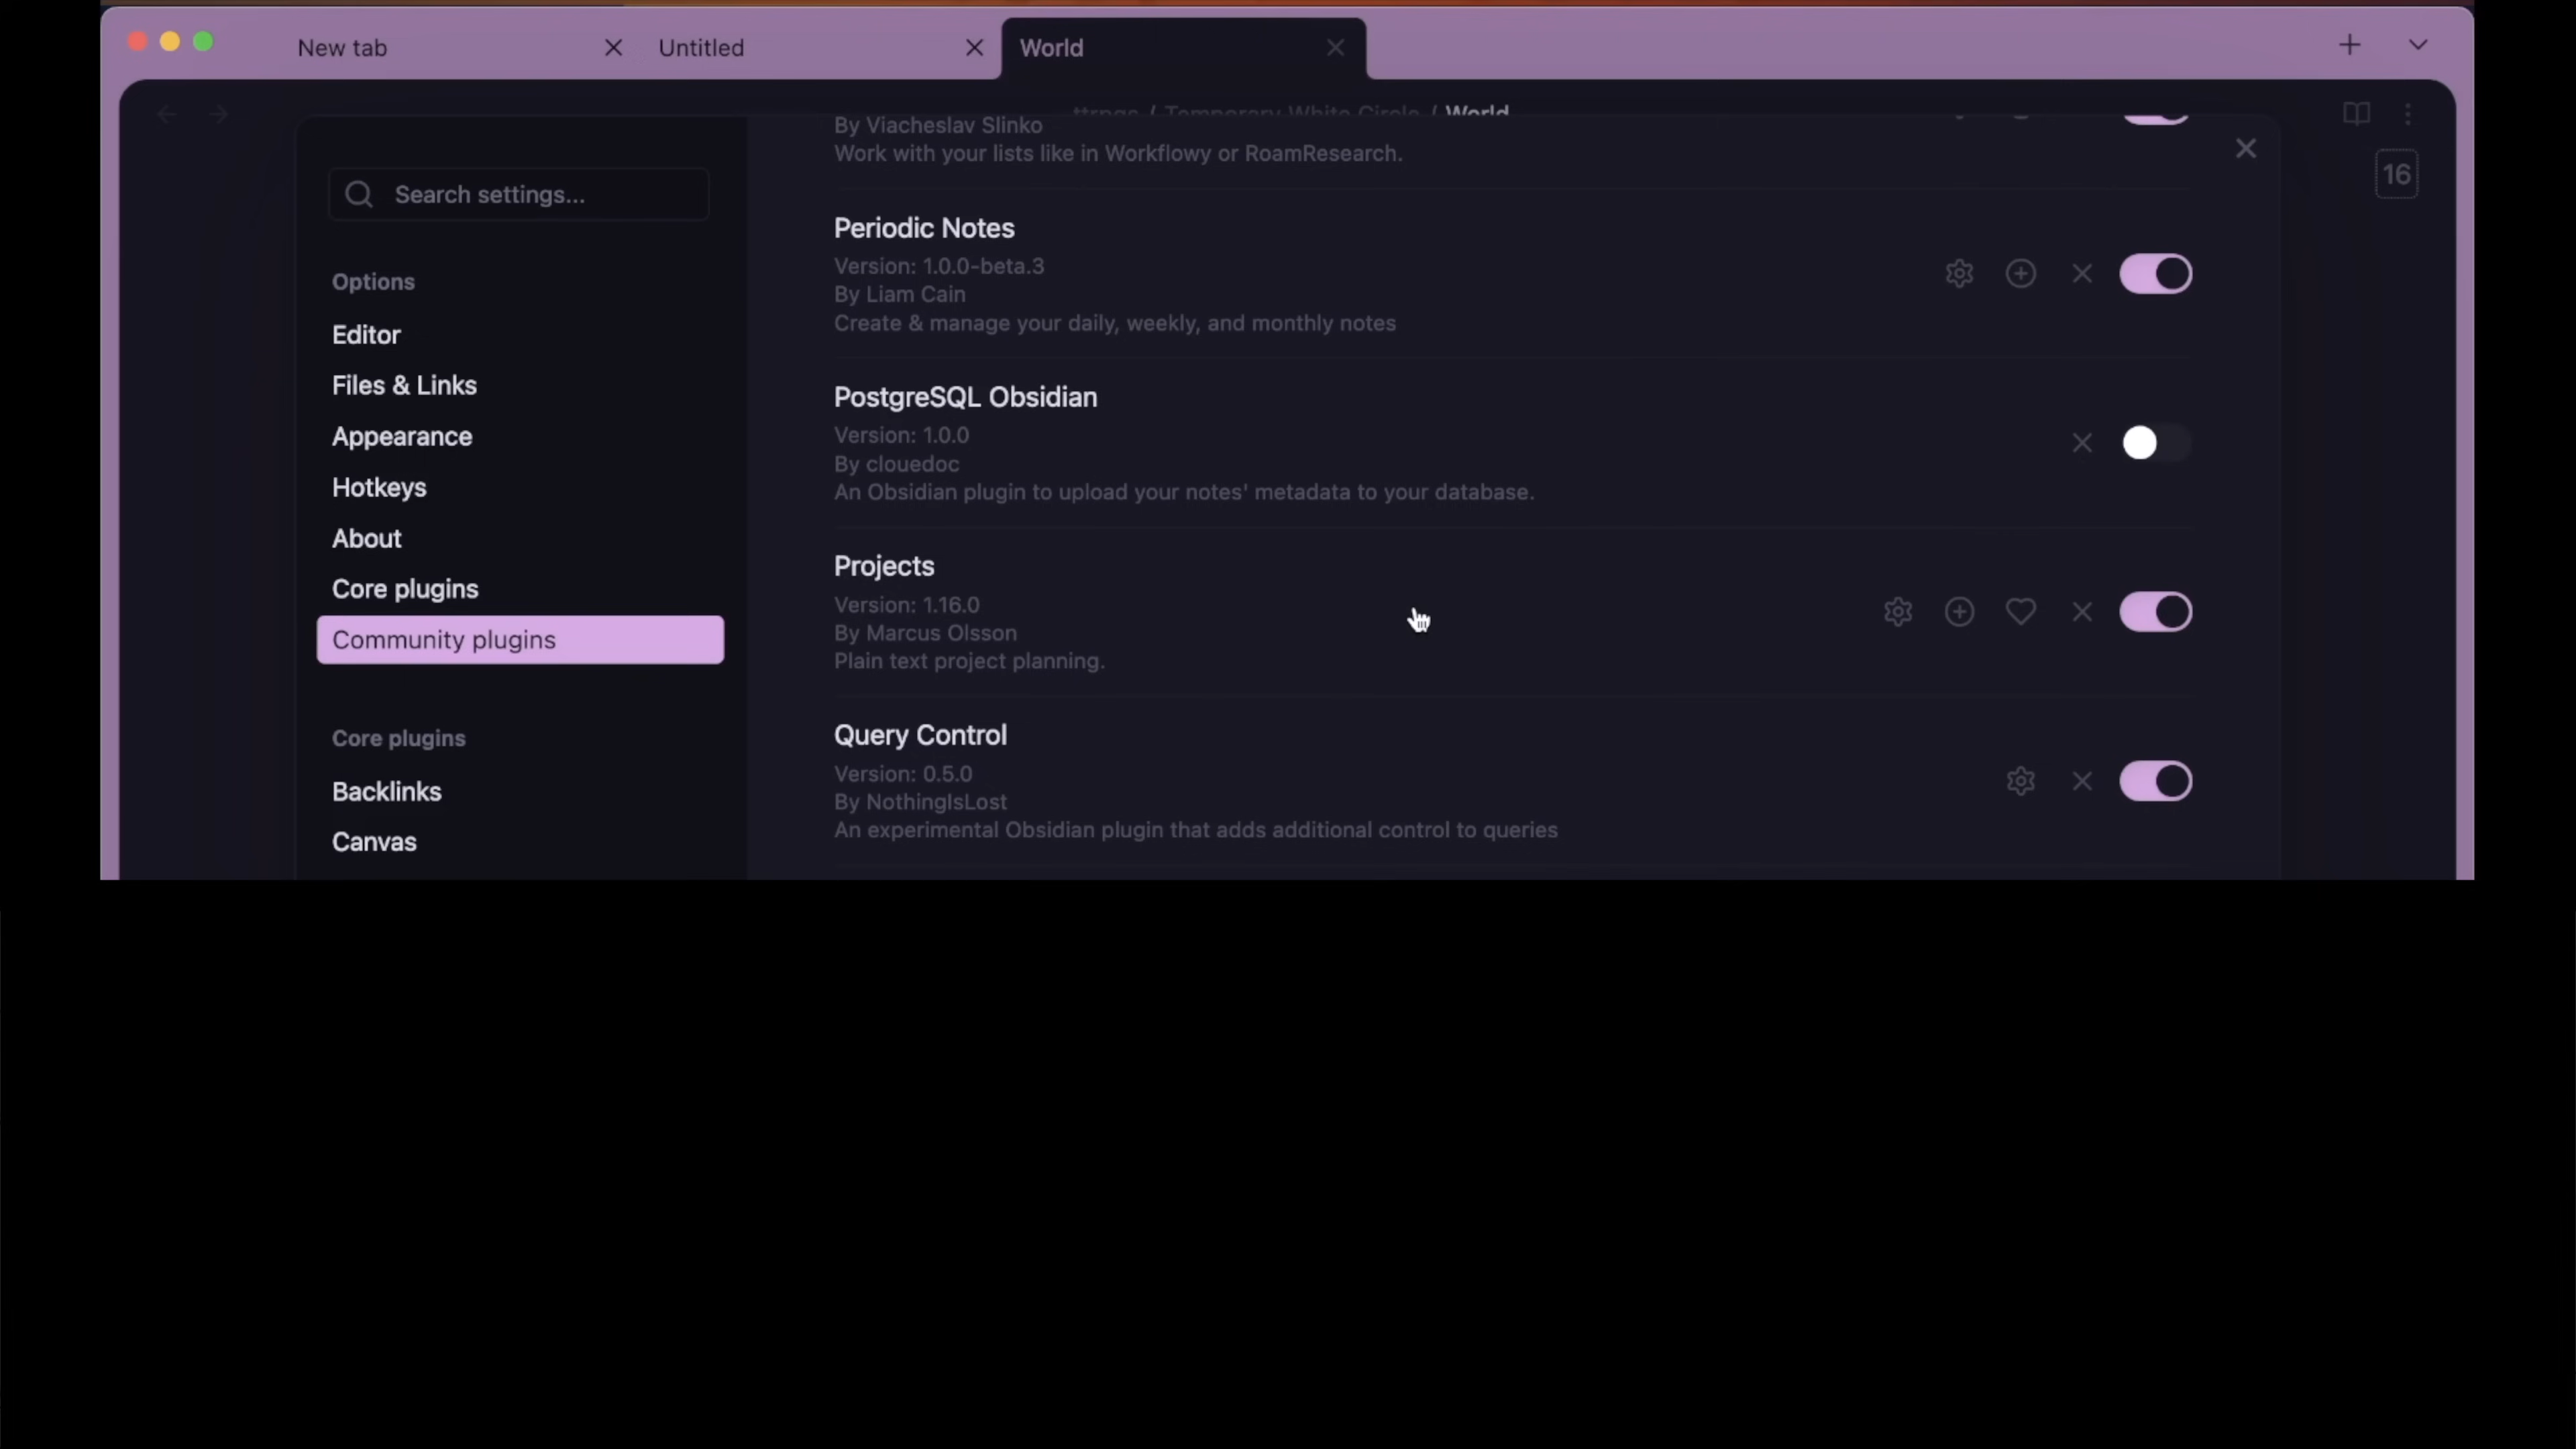 New tab
Untitled
World
ttrpgs / Temporary White Circle / World
16
Search settings...
Options
Editor
Files & Links
Appearance
Hotkeys
About
Core plugins
Community plugins
Core plugins
Backlinks
Canvas
By Viacheslav Slinko
Work with your lists like in Workflowy or RoamResearch.
Periodic Notes
Version: 1.0.0-beta.3
By Liam Cain
Create & manage your daily, weekly, and monthly notes
PostgreSQL Obsidian
Version: 1.0.0
By clouedoc
An Obsidian plugin to upload your notes' metadata to your database.
Projects
Version: 1.16.0
By Marcus Olsson
Plain text project planning.
Query Control
Version: 0.5.0
By NothingIsLost
An experimental Obsidian plugin that adds additional control to queries